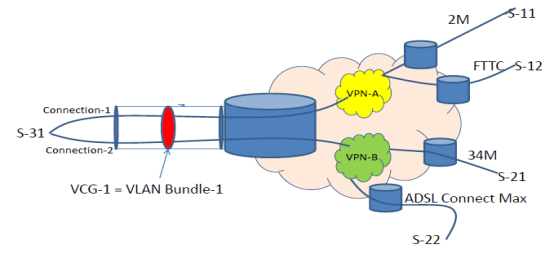 2M
S-11
FTTC
S-12
VPN-A
Connection-1
S-31
Connection-2
VPN-B
34M
VCG-1 = VLAN Bundle-1
S-21
ADSL Connect Max
S-22